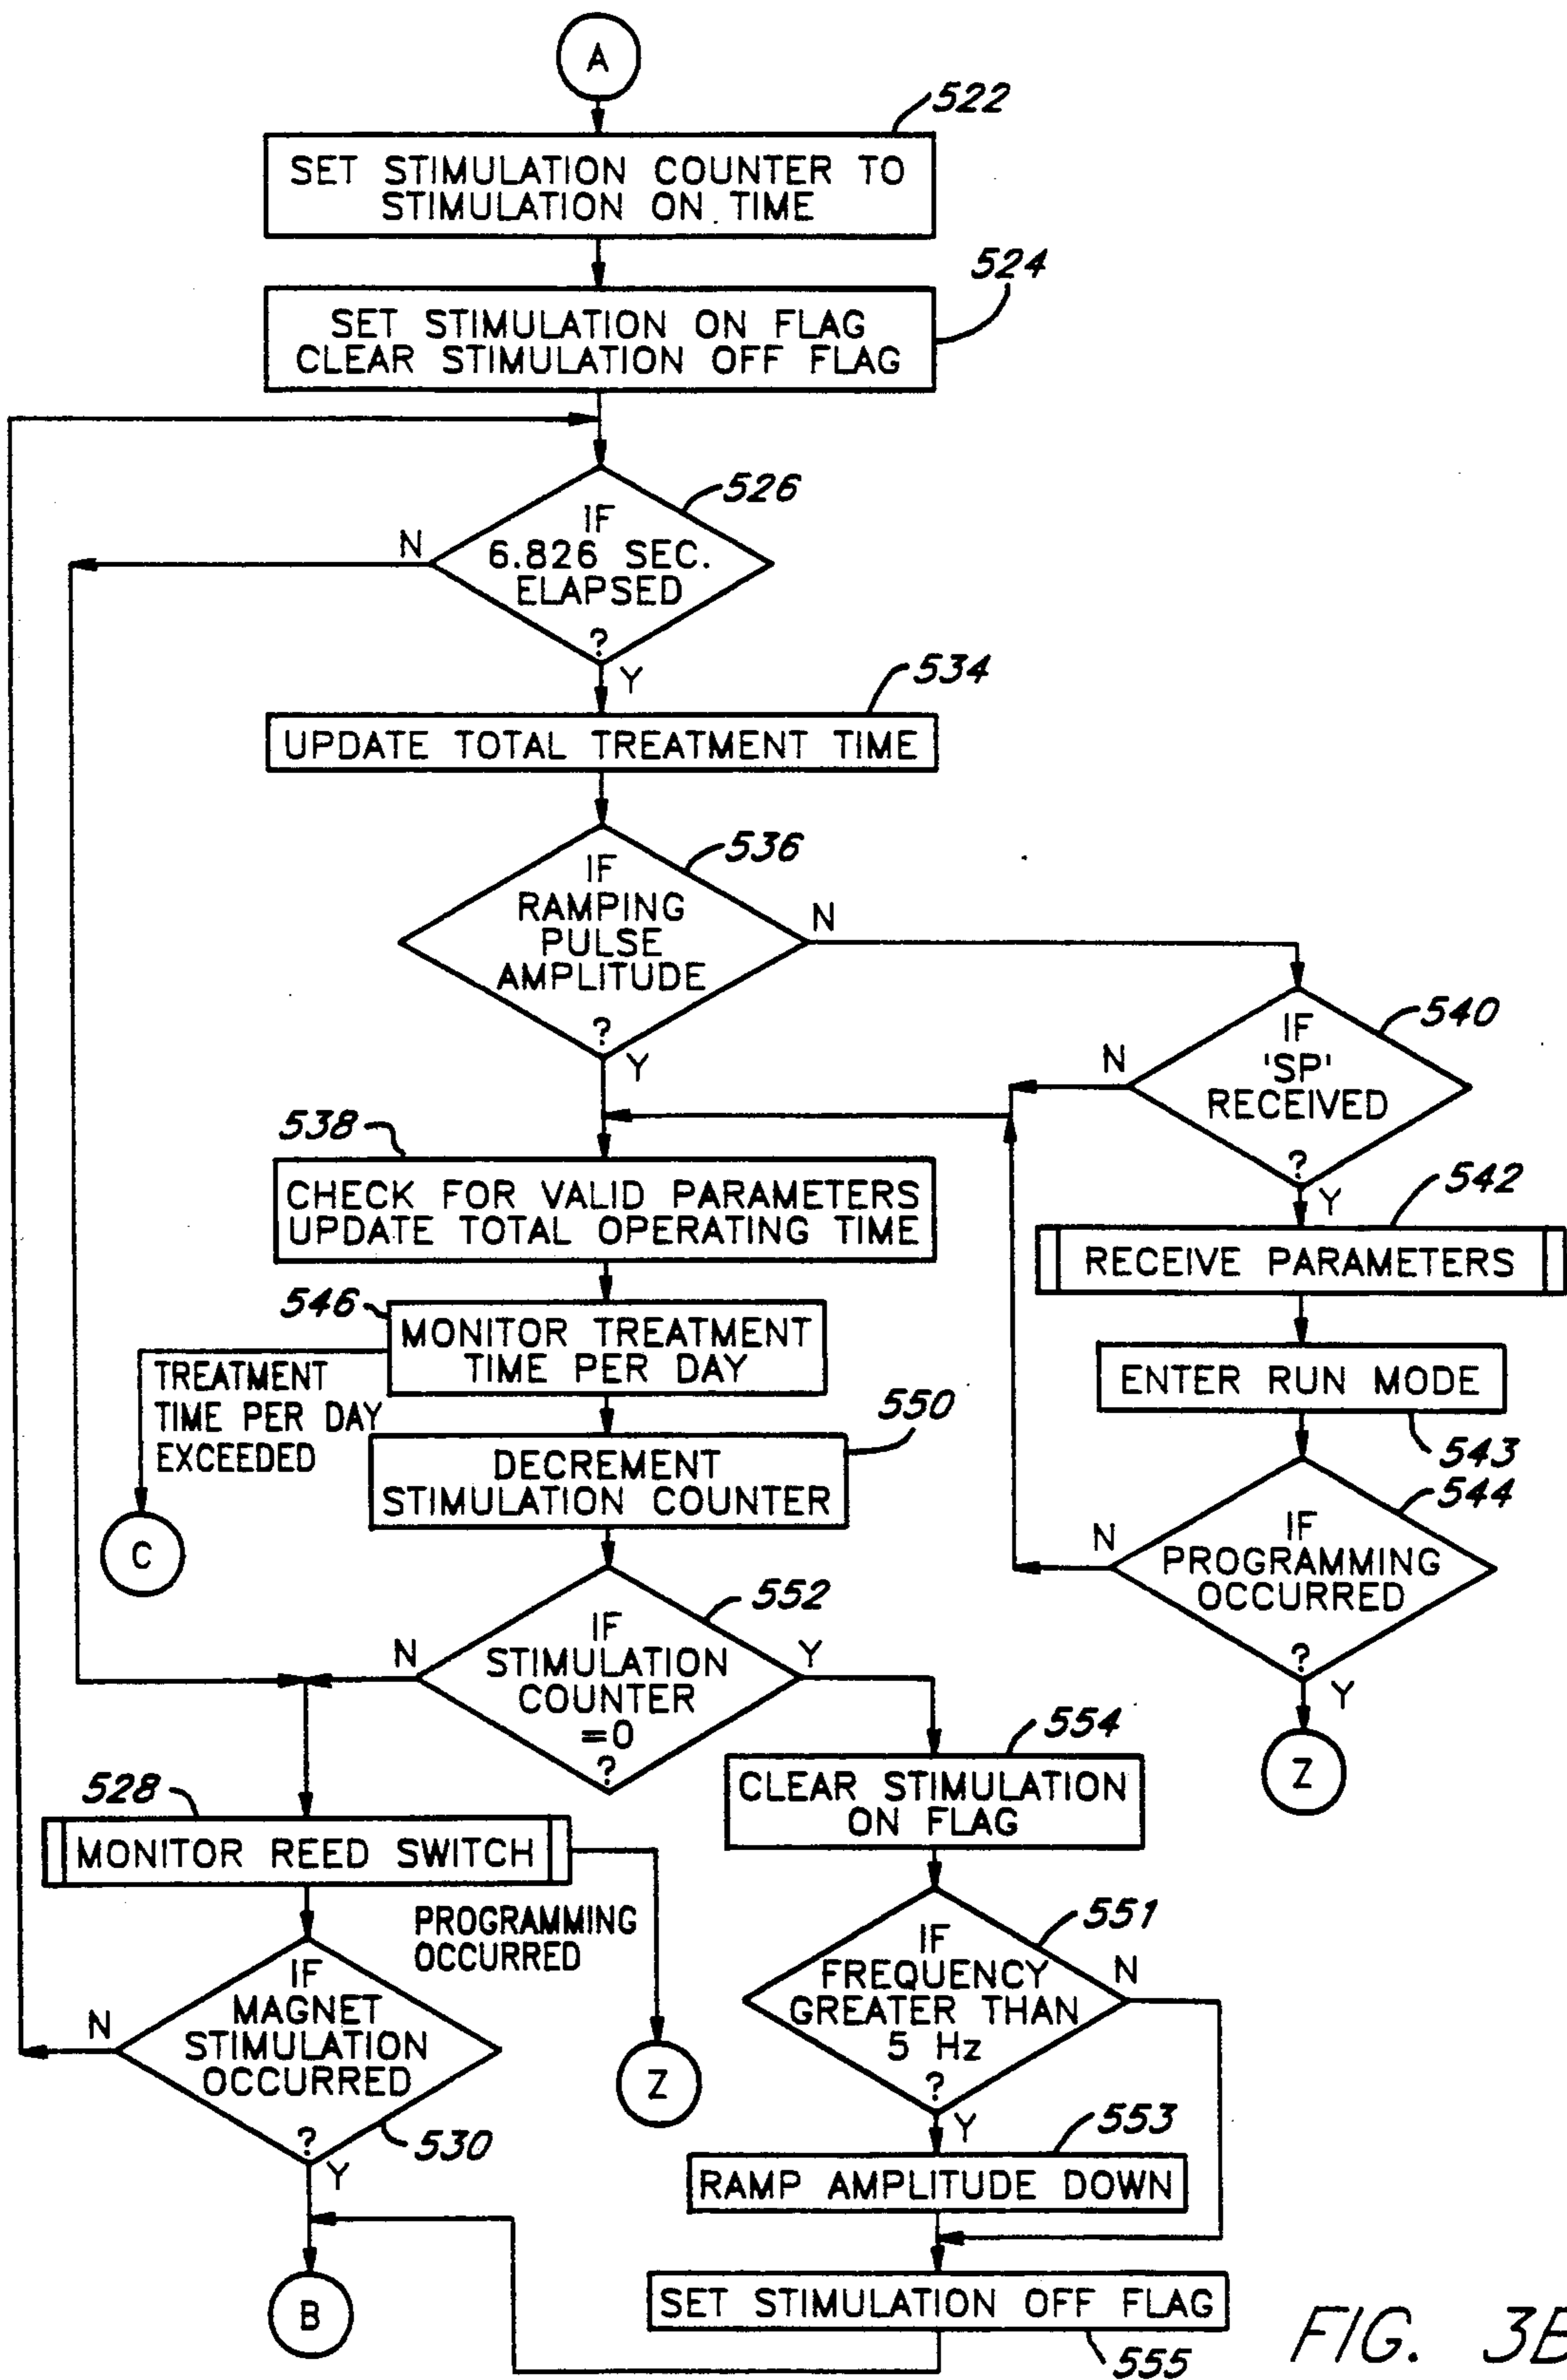 A
522
SET STIMULATION COUNTER TO
STIMULATION ON TIME
524
SET STIMULATION ON FLAG
CLEAR STIMULATION OFF FLAG
526
IF
6.826 SEC.
ELAPSED
?
N
Y
534
UPDATE TOTAL TREATMENT TIME
536
IF
RAMPING
PULSE
AMPLITUDE
?
N
Y
540
IF
'SP'
RECEIVED
?
N
Y
538
CHECK FOR VALID PARAMETERS
UPDATE TOTAL OPERATING TIME
542
RECEIVE PARAMETERS
546
MONITOR TREATMENT
TIME PER DAY
TREATMENT
TIME PER DAY
EXCEEDED
C
ENTER RUN MODE
543
550
DECREMENT
STIMULATION COUNTER
544
IF
PROGRAMMING
OCCURRED
?
N
Y
Z
552
IF
STIMULATION
COUNTER
=0
?
N
Y
554
CLEAR STIMULATION
ON FLAG
528
MONITOR REED SWITCH
PROGRAMMING
OCCURRED
Z
551
IF
FREQUENCY
GREATER THAN
5 Hz
?
N
Y
IF
MAGNET
STIMULATION
OCCURRED
?
N
Y
530
553
RAMP AMPLITUDE DOWN
B
SET STIMULATION OFF FLAG
555
FIG. 3B